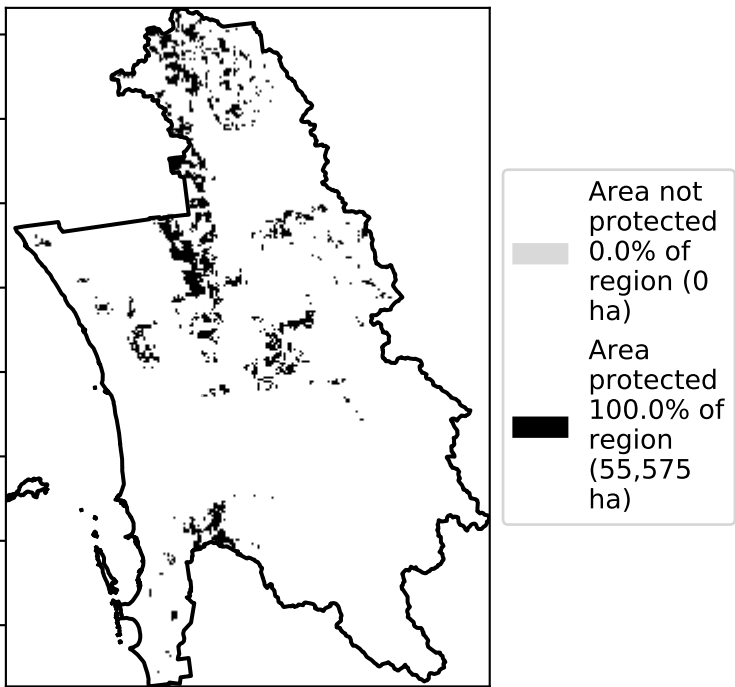 Area not
protected
0.0% of
region (0
ha)
Area
protected
100.0% of
region
(55,575
ha)